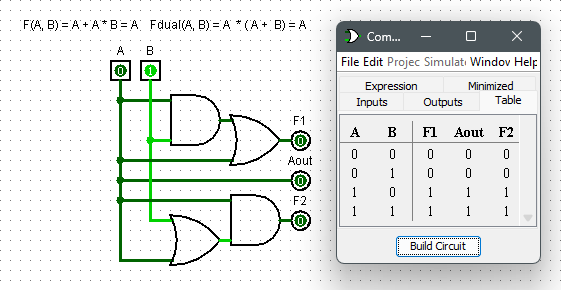 F(A, B) = A + A * B = A    Fdual(A, B) = A * ( A + B) = A
A B
0 1
F1
0
Aout
0
F2
0
Com...
File Edit Projec Simulat Windov Help
Expression Minimized
Inputs Outputs Table
A B F1 Aout F2
0 0 0 0 0
0 1 0 0 0
1 0 1 1 1
1 1 1 1 1
Build Circuit